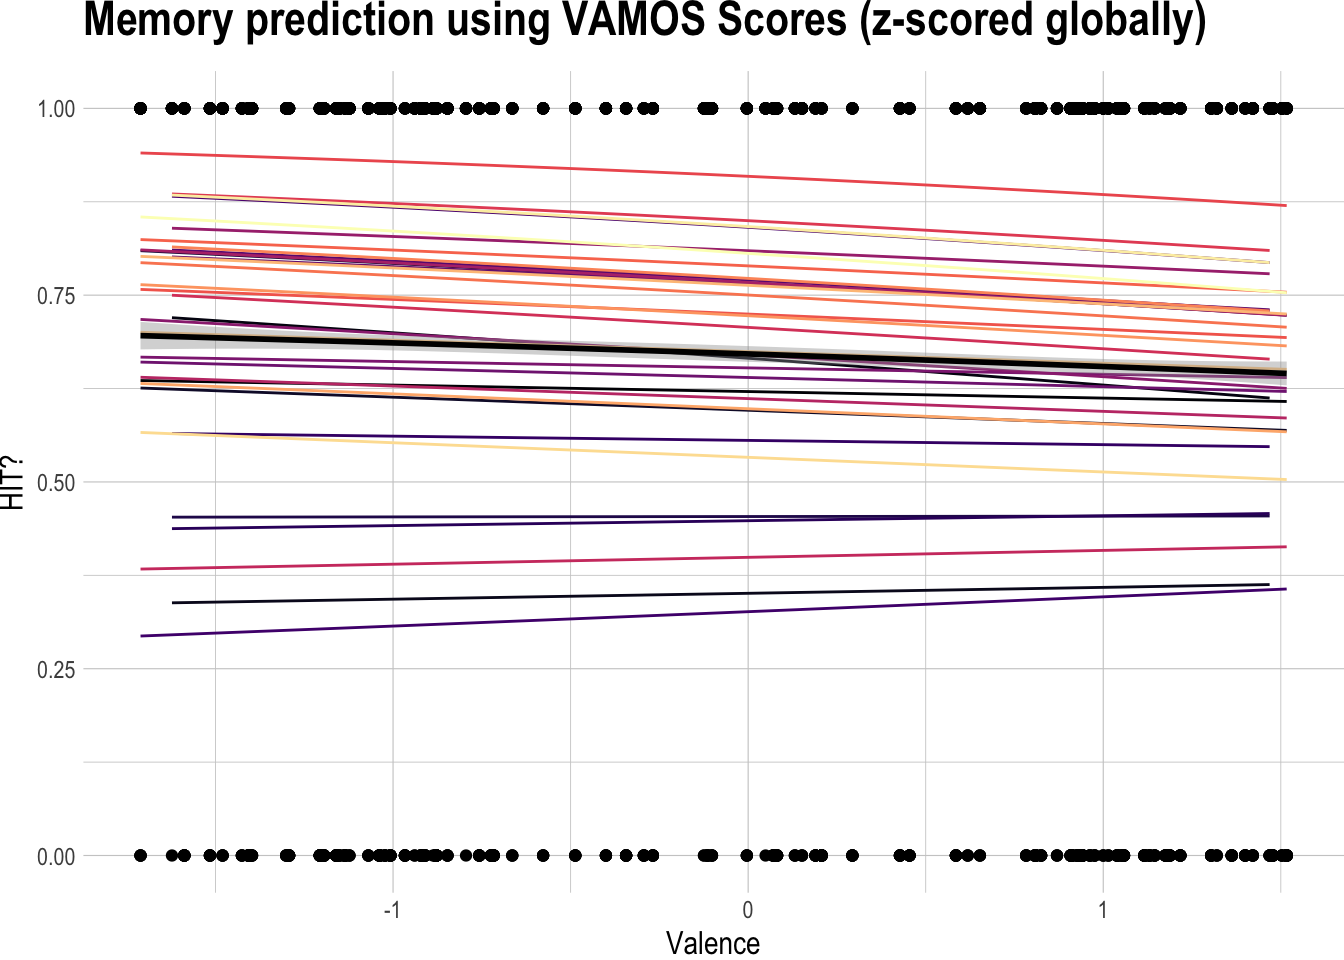 Memory prediction using VAMOS Scores (z-scored globally)
1.00
0.75
0.50
0.25
0.00
HIT?
-1
0
1
Valence